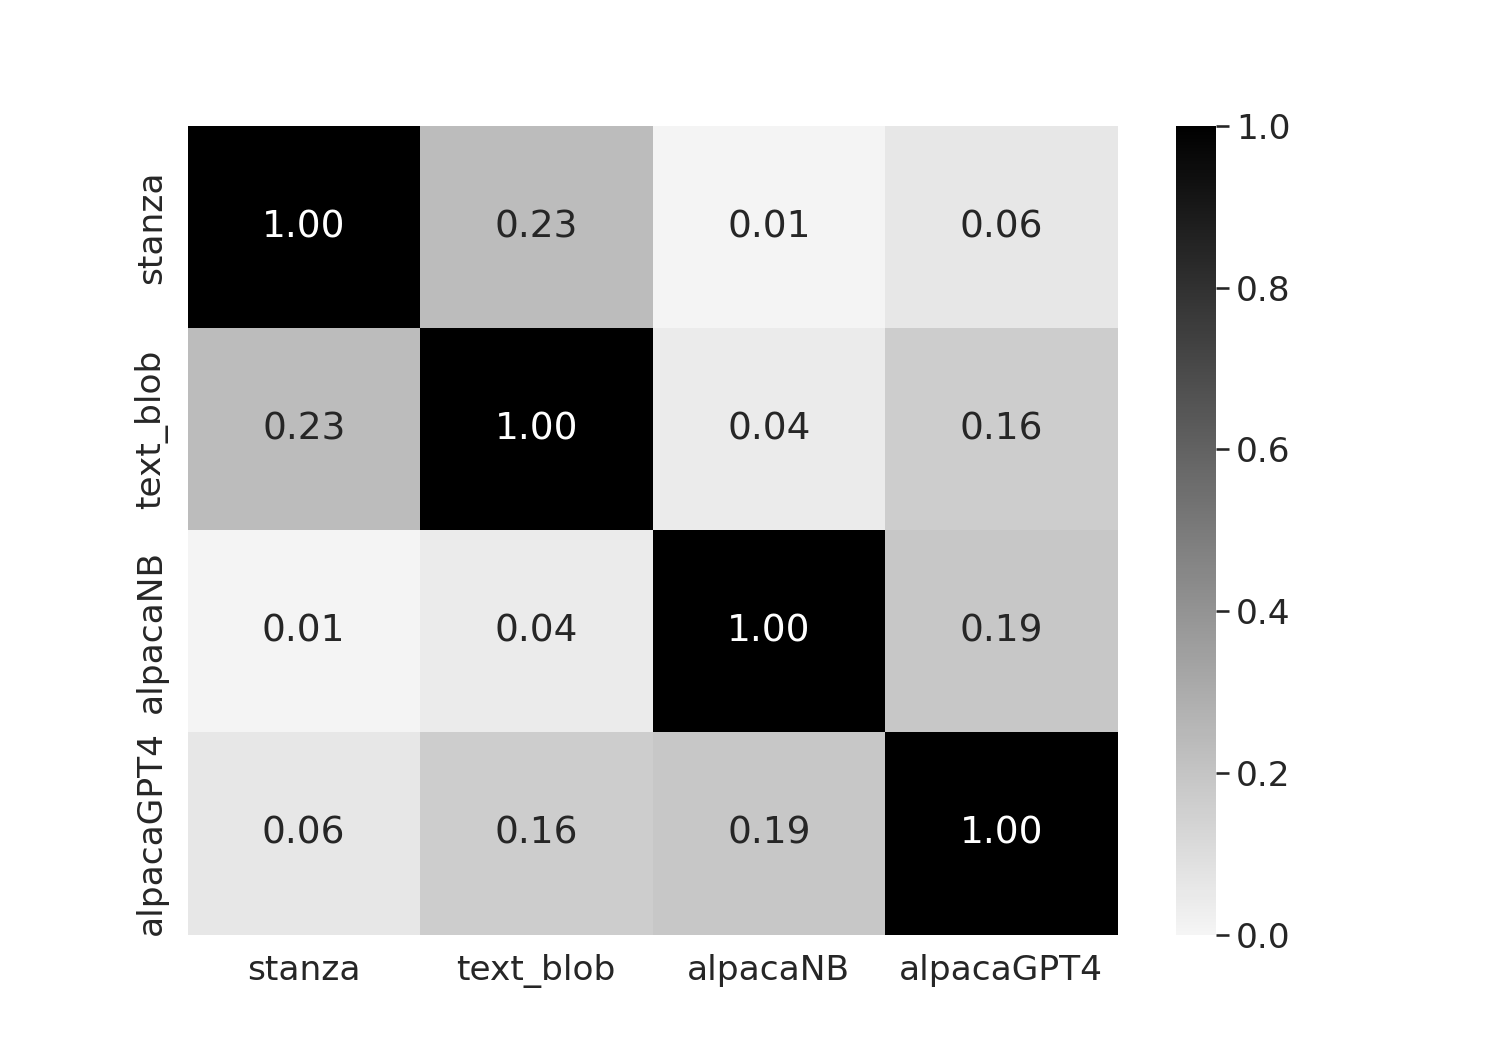 stanza 1.00 0.23 0.01 0.06
text_blob 0.23 1.00 0.04 0.16
alpacaNB 0.01 0.04 1.00 0.19
alpacaGPT4 0.06 0.16 0.19 1.00
stanza text_blob alpacaNB alpacaGPT4
1.0
0.8
0.6
0.4
0.2
0.0